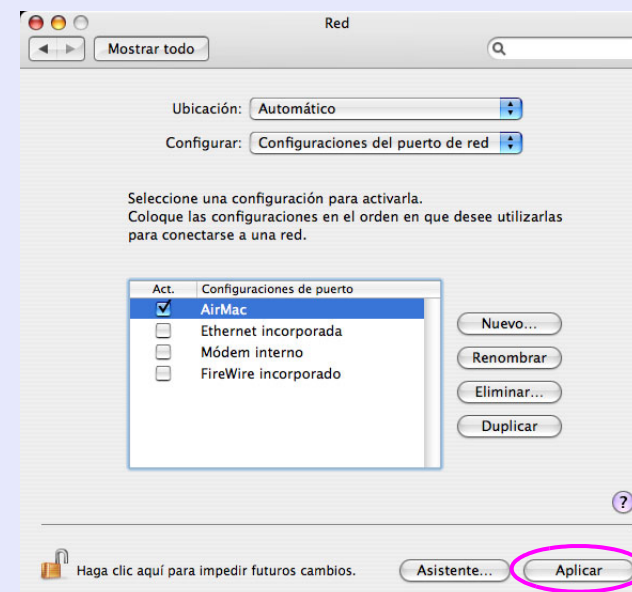 Red
Mostrar todo
Ubicación: Automático
Configurar: Configuraciones del puerto de red
Seleccione una configuración para activarla.
Coloque las configuraciones en el orden en que desee utilizarlas
para conectarse a una red.
Act. Configuraciones de puerto
AirMac
Ethernet incorporada
Módem interno
FireWire incorporado
Nuevo...
Renombrar
Eliminar...
Duplicar
?
Haga clic aquí para impedir futuros cambios. Asistente... Aplicar